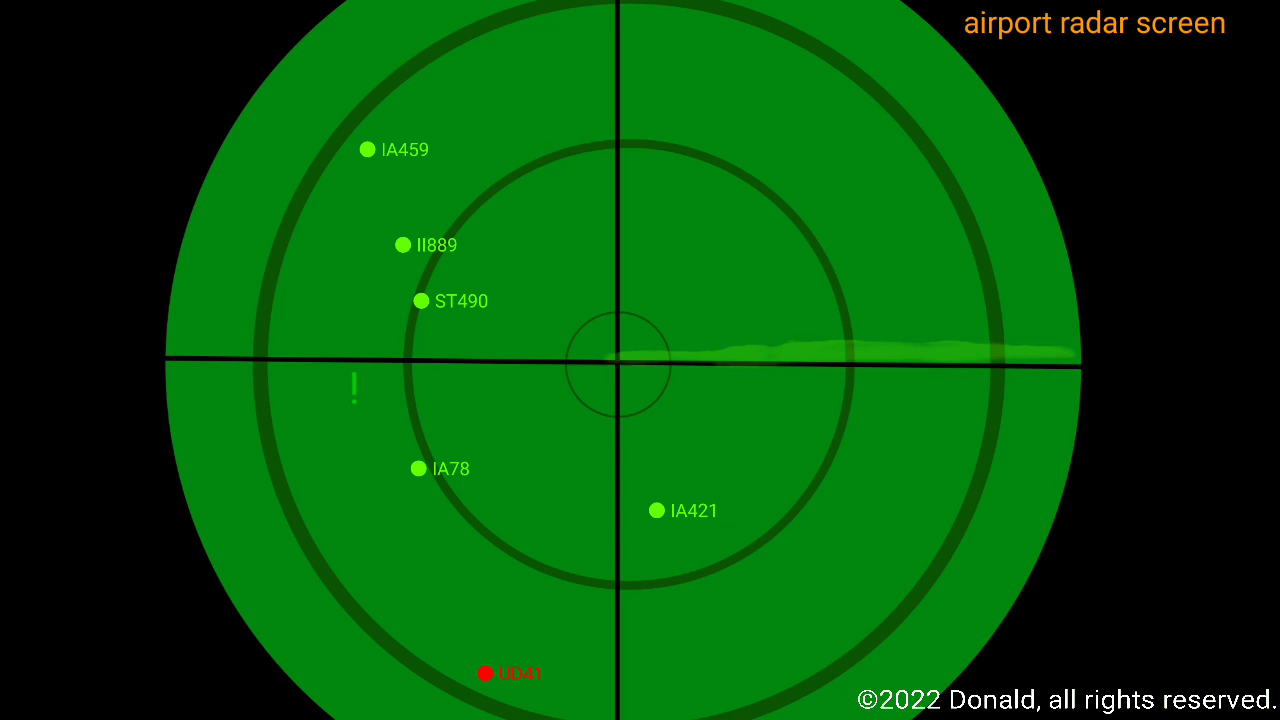 airport radar screen
IA459
II889
ST490
!
IA78
IA421
UD41
©2022 Donald, all rights reserved.